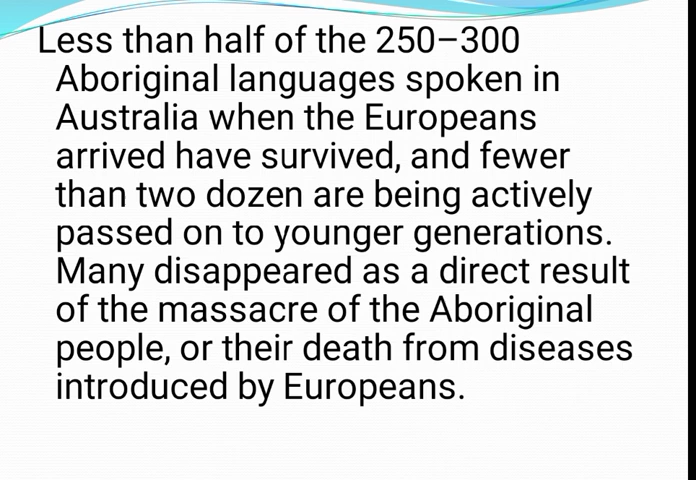 Less than half of the 250–300
Aboriginal languages spoken in
Australia when the Europeans
arrived have survived, and fewer
than two dozen are being actively
passed on to younger generations.
Many disappeared as a direct result
of the massacre of the Aboriginal
people, or their death from diseases
introduced by Europeans.